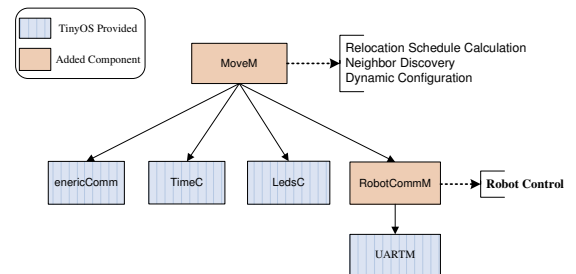 TinyOS Provided
Added Component
MoveM
Relocation Schedule Calculation
Neighbor Discovery
Dynamic Configuration
enericComm
TimeC
LedsC
RobotCommM
Robot Control
UARTM